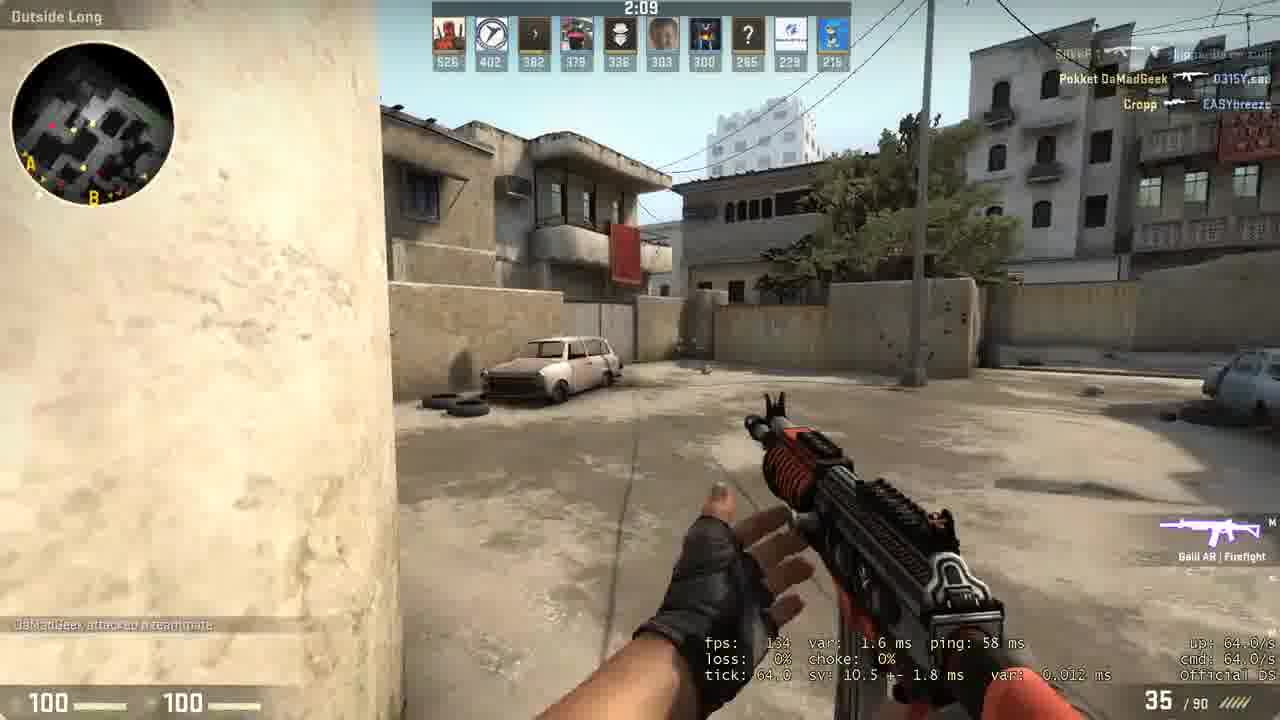 2:09
Outside Long
526 402 382 379 336 303 300 265 229 215
?
Pokket DaMadGeek
Cropp EASYbreeze
A
B
M
Galil AR | Firefight
DaMadGeek attacked a teammate
fps: 134 var: 1.6 ms ping: 58 ms
loss: 0% choke: 0%
tick: 64.0 sv: 10.5 +- 1.8 ms var: 0.012 ms
up: 64.0/s
cmd: 64.0/s
Official DS
100 100
35 / 90